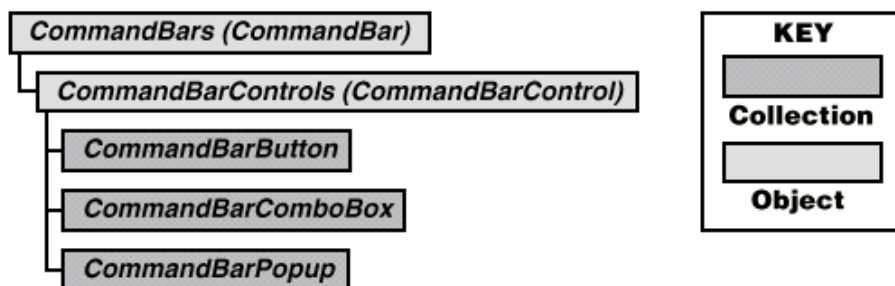 CommandBars (CommandBar)
CommandBarControls (CommandBarControl)
CommandBarButton
CommandBarComboBox
CommandBarPopup
KEY
Collection
Object